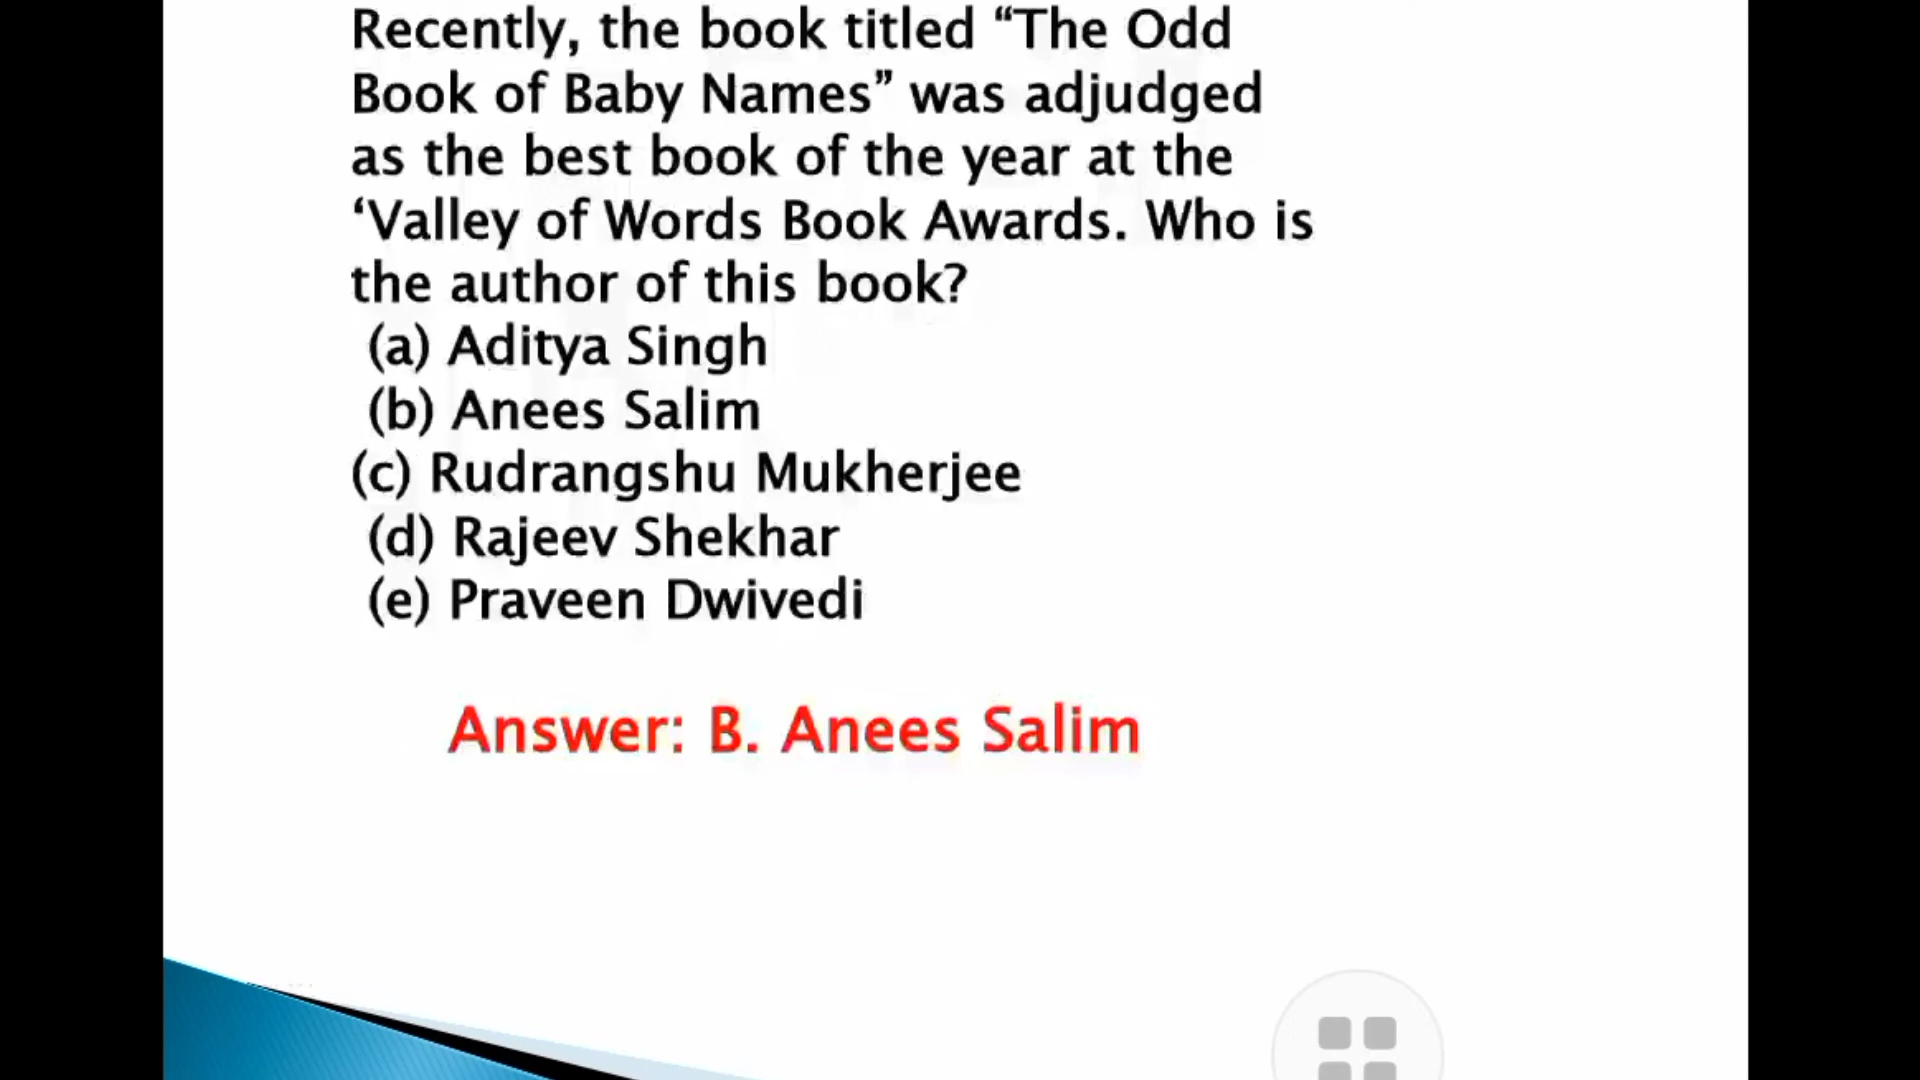 Recently, the book titled “The Odd
Book of Baby Names” was adjudged
as the best book of the year at the
‘Valley of Words Book Awards. Who is
the author of this book?
(a) Aditya Singh
(b) Anees Salim
(c) Rudrangshu Mukherjee
(d) Rajeev Shekhar
(e) Praveen Dwivedi
Answer: B. Anees Salim